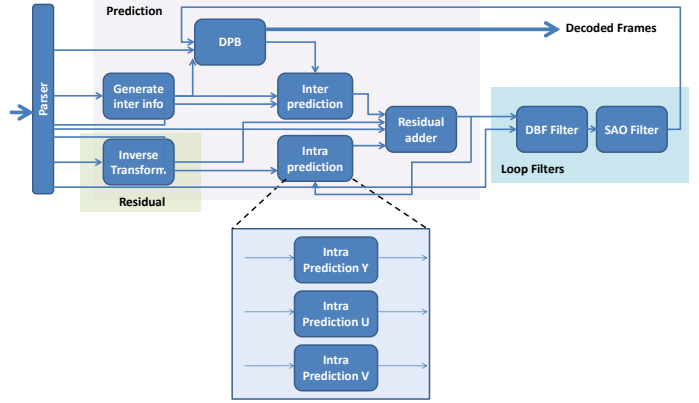 Prediction
DPB
Decoded Frames
Parser
Generate
inter info
Inter
prediction
Residual
adder
DBF Filter
SAO Filter
Inverse
Transform.
Intra
prediction
Loop Filters
Residual
Intra
Prediction Y
Intra
Prediction U
Intra
Prediction V